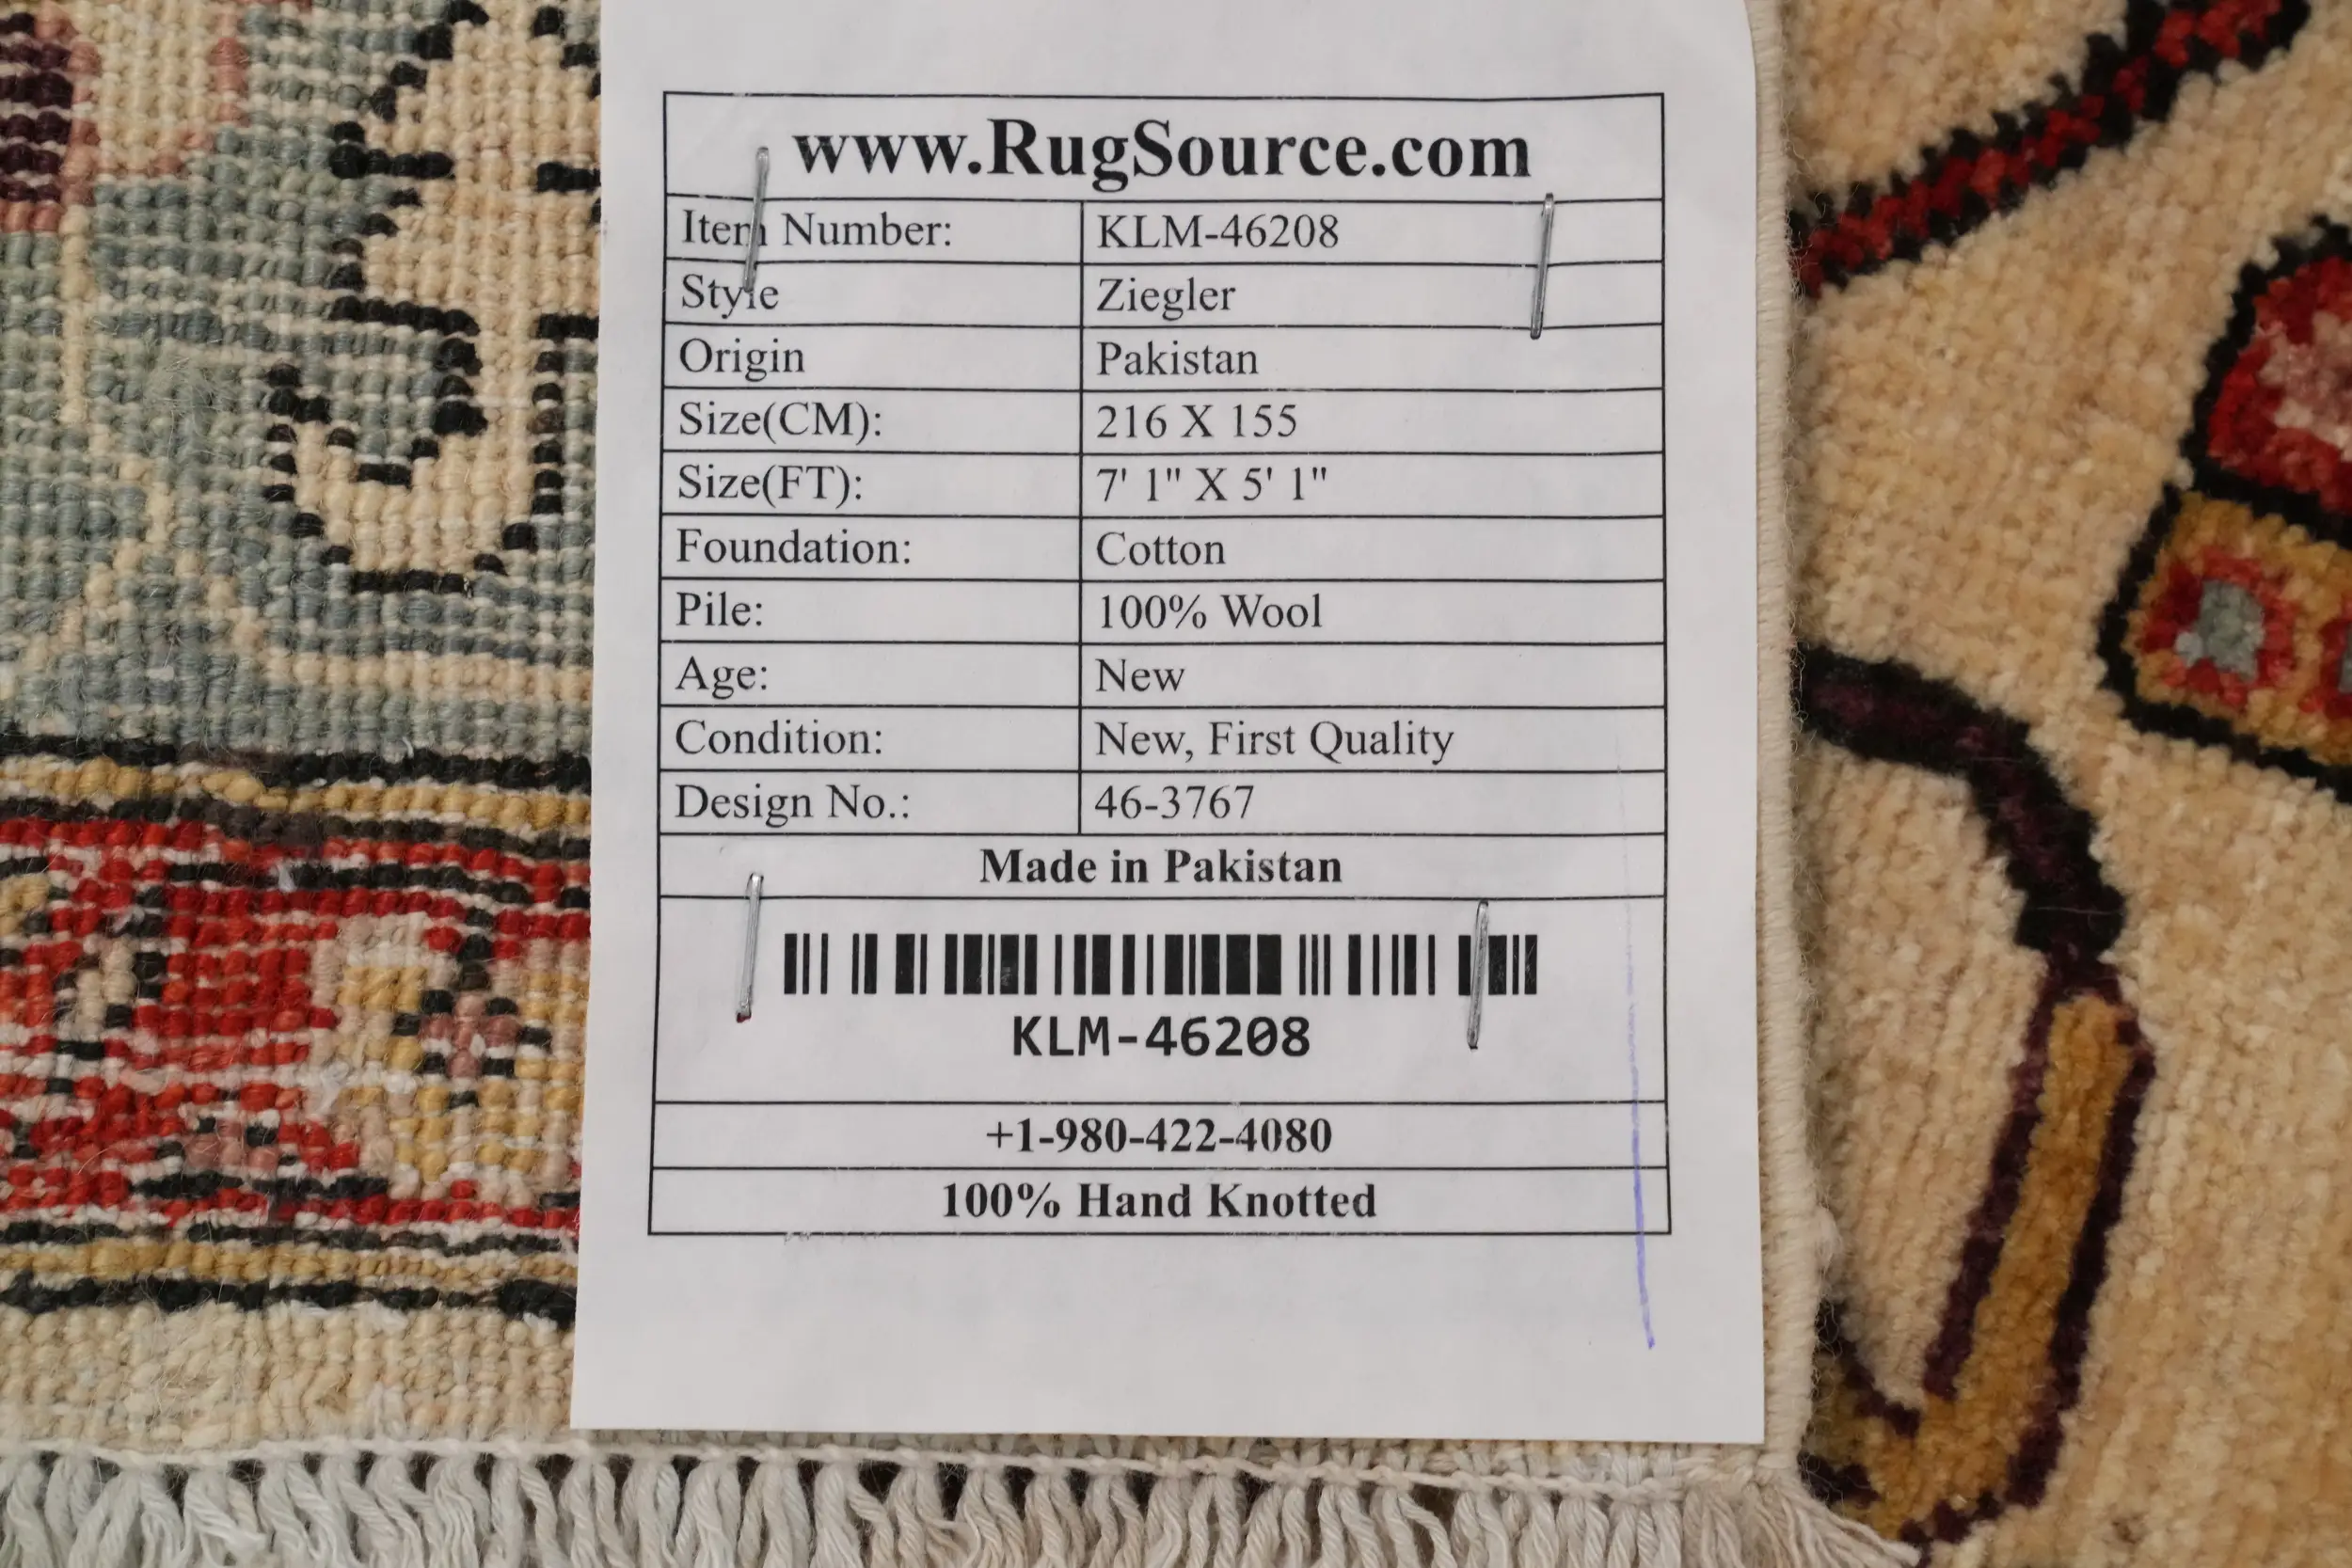 www.RugSource.com
Item Number: KLM-46208
Style Ziegler
Origin Pakistan
Size(CM): 216 X 155
Size(FT): 7' 1" X 5' 1"
Foundation: Cotton
Pile: 100% Wool
Age: New
Condition: New, First Quality
Design No.: 46-3767
Made in Pakistan
KLM-46208
+1-980-422-4080
100% Hand Knotted